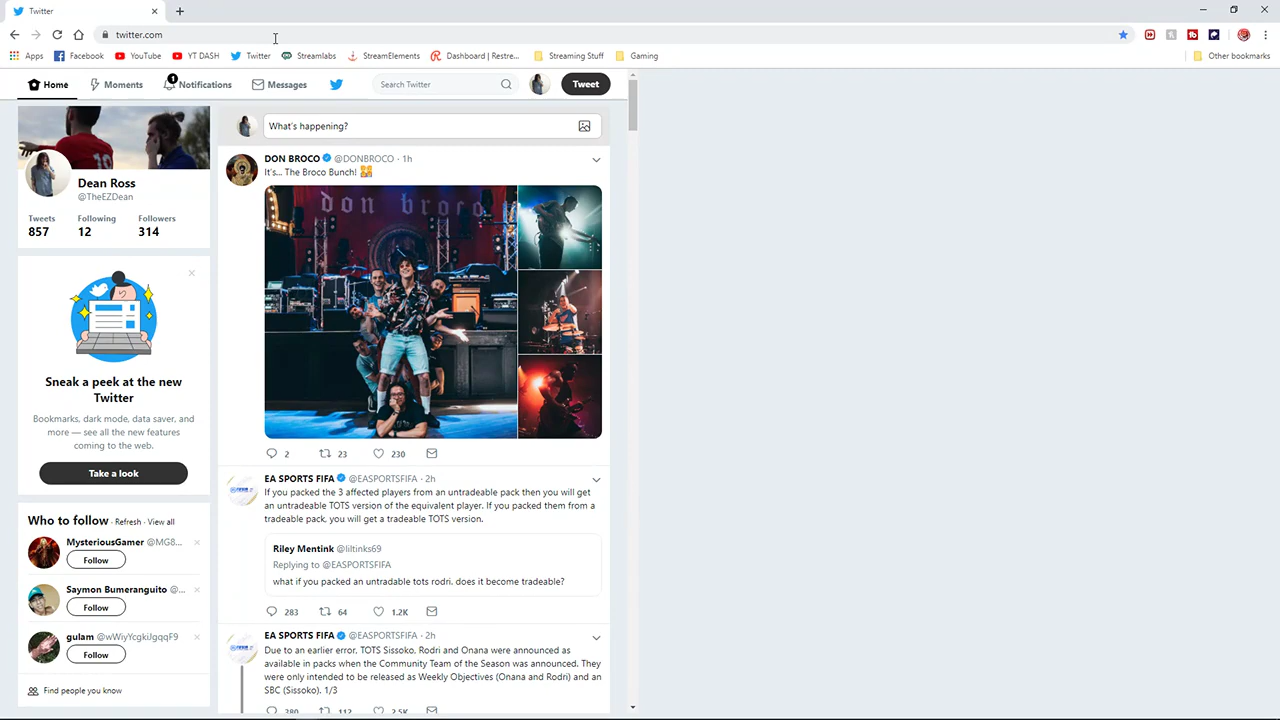 Twitter
twitter.com
Apps Facebook YouTube YT DASH Twitter Streamlabs StreamElements Dashboard | Restre... Streaming Stuff Gaming Other bookmarks
Home Moments 1 Notifications Messages Search Twitter Tweet
What's happening?
Dean Ross
@TheEZDean
Tweets Following Followers
857 12 314
Sneak a peek at the new
Twitter
Bookmarks, dark mode, data saver, and
more — see all the new features
coming to the web.
Take a look
Who to follow · Refresh · View all
MysteriousGamer @MG8...
Follow
Saymon Bumeranguito @...
Follow
gulam @wWiyYcgkiJgqqF9
Follow
Find people you know
DON BROCO @DONBROCO · 1h
It's... The Broco Bunch!
don broco
2 23 230
EA SPORTS FIFA @EASPORTSFIFA · 2h
If you packed the 3 affected players from an untradeable pack then you will get
an untradeable TOTS version of the equivalent player. If you packed them from a
tradeable pack, you will get a tradeable TOTS version.
Riley Mentink @liltinks69
Replying to @EASPORTSFIFA
what if you packed an untradable tots rodri. does it become tradeable?
283 64 1.2K
EA SPORTS FIFA @EASPORTSFIFA · 2h
Due to an earlier error, TOTS Sissoko, Rodri and Onana were announced as
available in packs when the Community Team of the Season was announced. They
were only intended to be released as Weekly Objectives (Onana and Rodri) and an
SBC (Sissoko). 1/3
380 112 2.5K